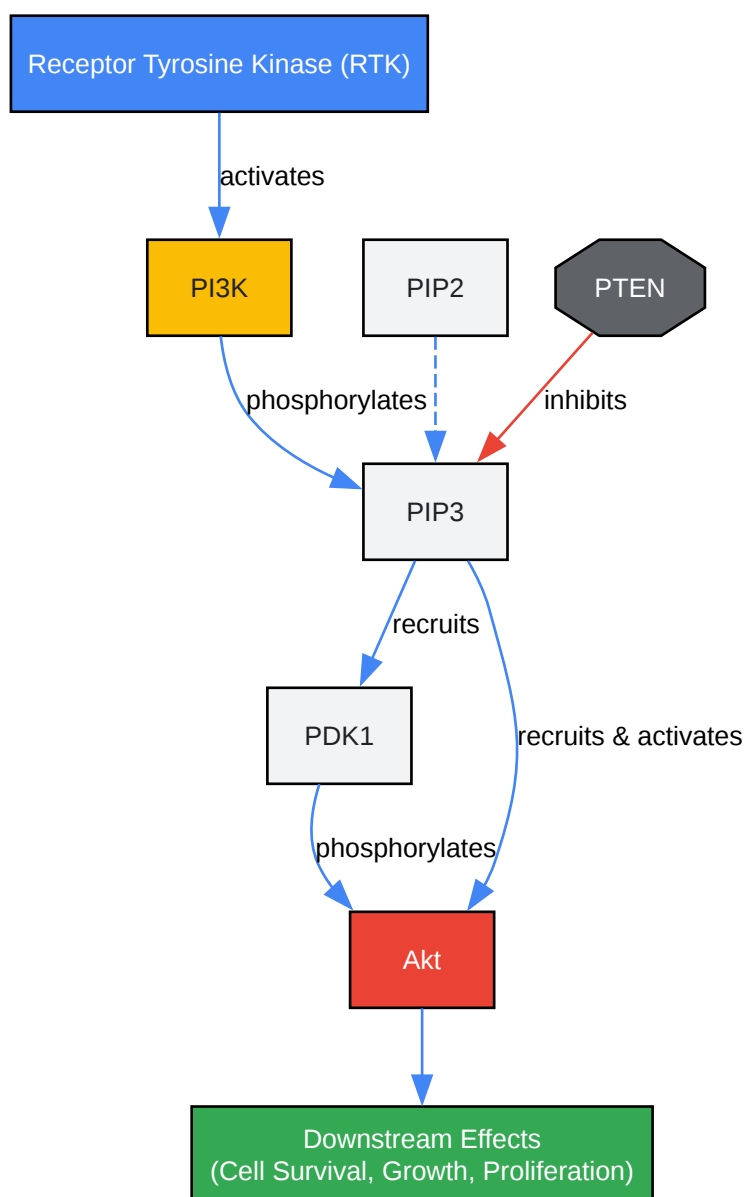 Receptor Tyrosine Kinase (RTK)
activates
PI3K
PIP2
PTEN
phosphorylates
inhibits
PIP3
recruits
PDK1
recruits & activates
phosphorylates
Akt
Downstream Effects
(Cell Survival, Growth, Proliferation)